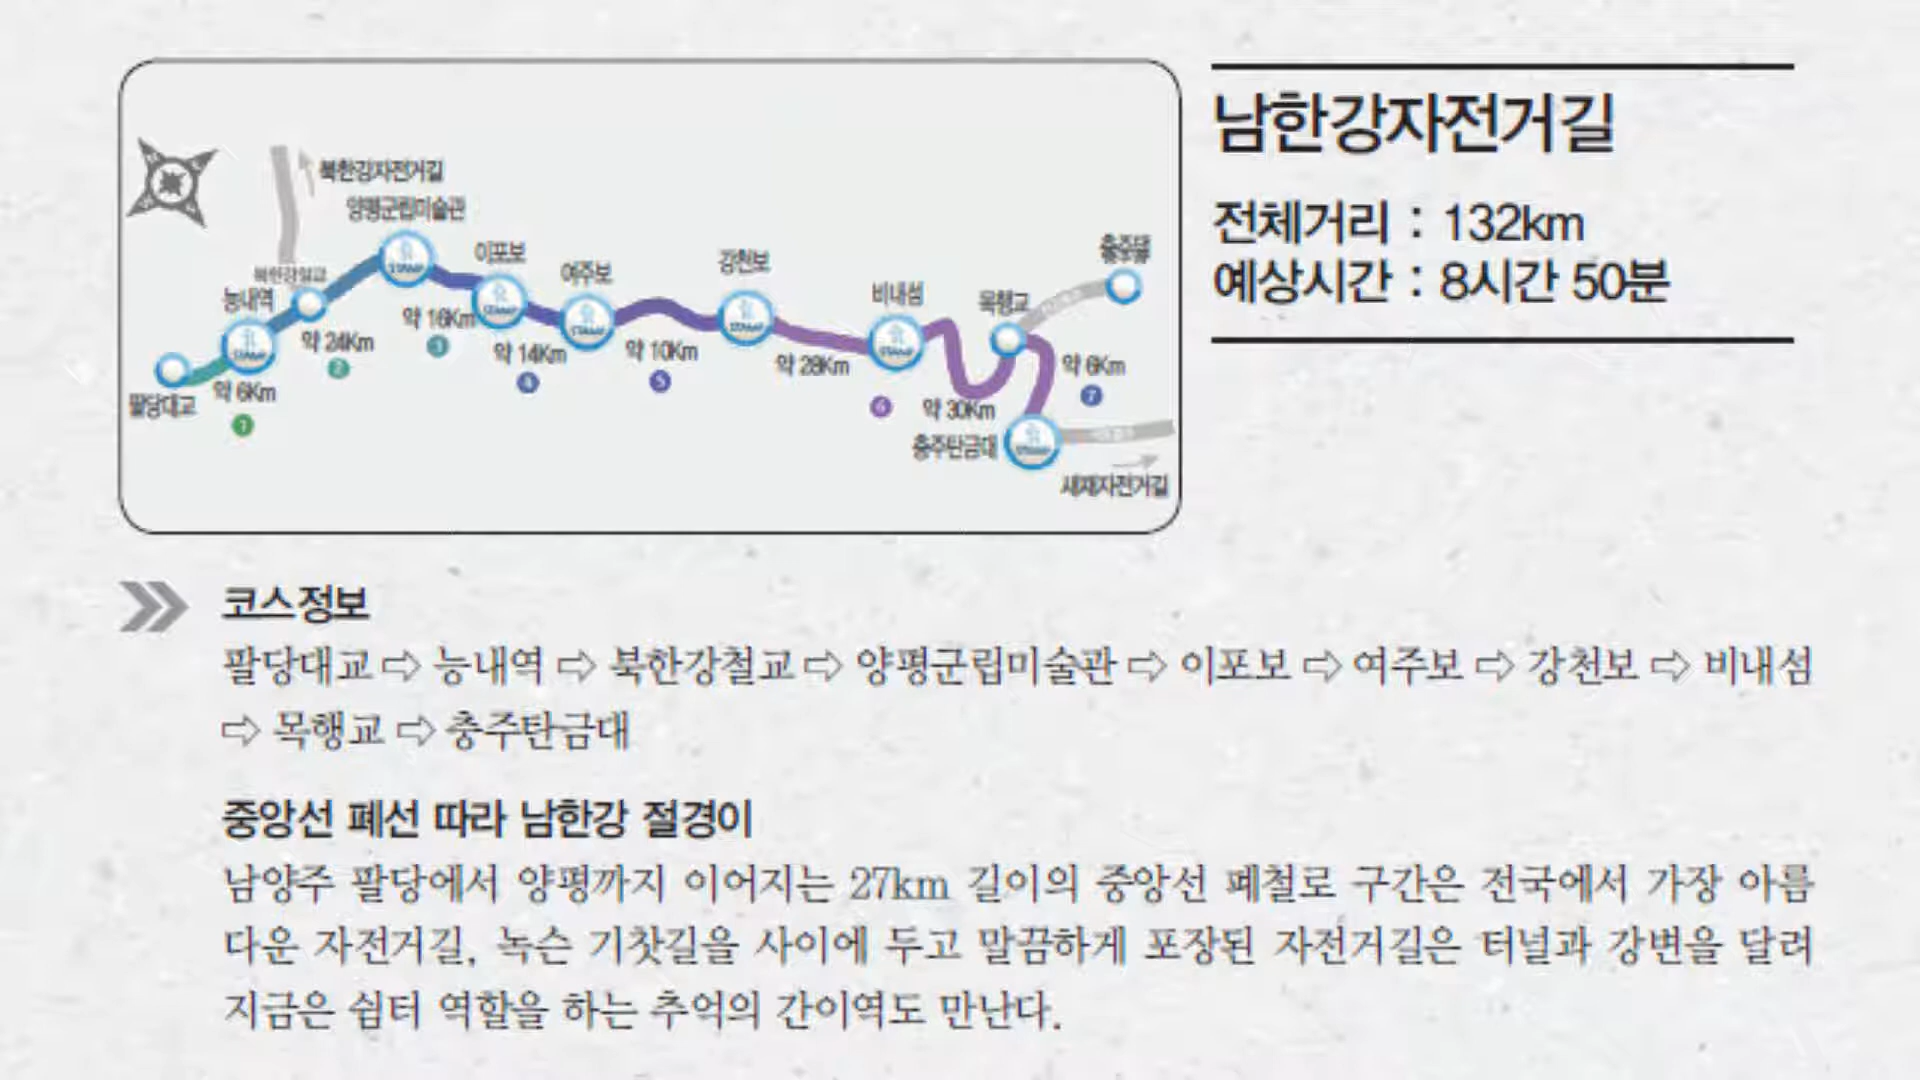 북한강자전거길
양평군립미술관
이포보
여주보
강천보
비내섬
목행교
충주댐
북한강철교
능내역
팔당대교
약 6Km
1
약 24Km
2
약 16Km
3
약 14Km
4
약 10Km
5
약 28Km
6
약 30Km
약 6Km
7
충주탄금대
새재자전거길
남한강자전거길
전체거리 : 132km
예상시간 : 8시간 50분
코스정보
팔당대교 ⇨ 능내역 ⇨ 북한강철교 ⇨ 양평군립미술관 ⇨ 이포보 ⇨ 여주보 ⇨ 강천보 ⇨ 비내섬
⇨ 목행교 ⇨ 충주탄금대
중앙선 폐선 따라 남한강 절경이
남양주 팔당에서 양평까지 이어지는 27km 길이의 중앙선 폐철로 구간은 전국에서 가장 아름
다운 자전거길, 녹슨 기찻길을 사이에 두고 말끔하게 포장된 자전거길은 터널과 강변을 달려
지금은 쉼터 역할을 하는 추억의 간이역도 만난다.